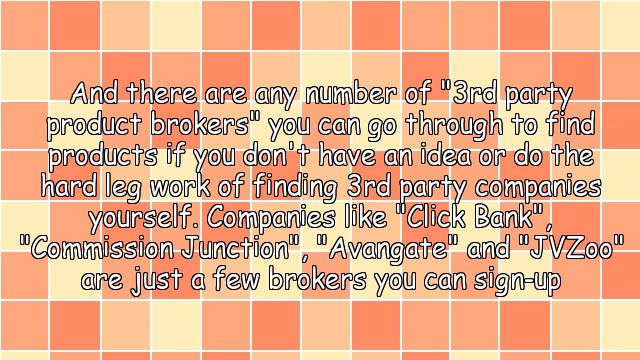 And there are any number of "3rd party
product brokers" you can go through to find
products if you don't have an idea or do the
hard leg work of finding 3rd party companies
yourself. Companies like "Click Bank",
"Commission Junction", "Avangate" and "JVZoo"
are just a few brokers you can sign-up